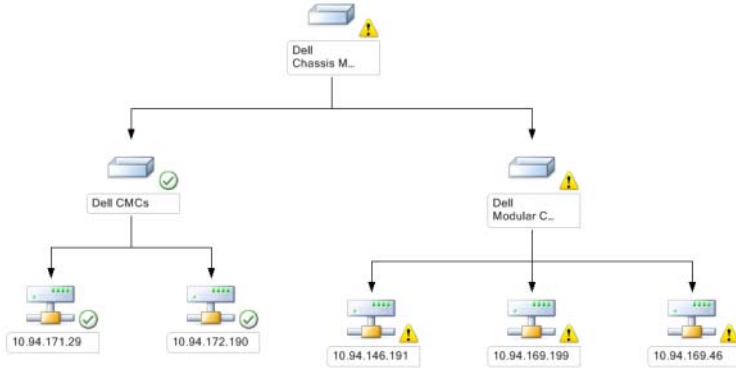 Dell
Chassis M...
Dell CMCs
Dell
Modular C...
10.94.171.29
10.94.172.190
10.94.146.191
10.94.169.199
10.94.169.46